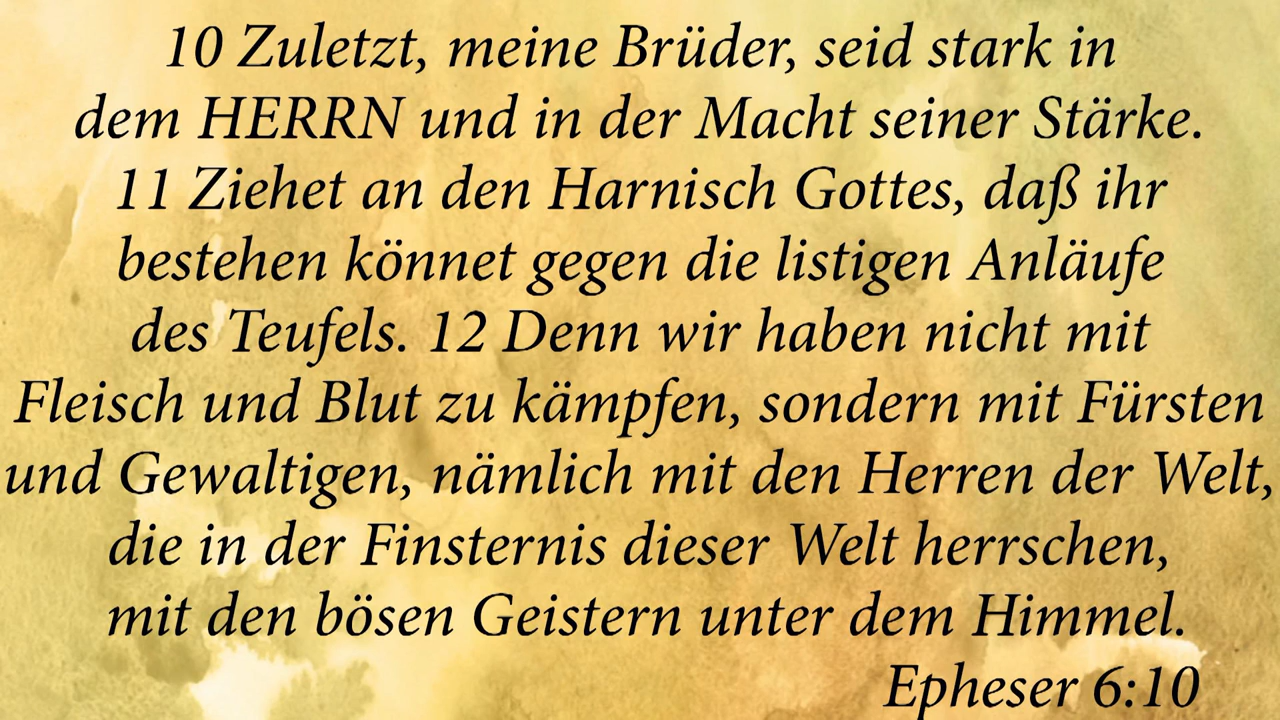 10 Zuletzt, meine Brüder, seid stark in
dem HERRN und in der Macht seiner Stärke.
11 Ziehet an den Harnisch Gottes, daß ihr
bestehen könnet gegen die listigen Anläufe
des Teufels. 12 Denn wir haben nicht mit
Fleisch und Blut zu kämpfen, sondern mit Fürsten
und Gewaltigen, nämlich mit den Herren der Welt,
die in der Finsternis dieser Welt herrschen,
mit den bösen Geistern unter dem Himmel.
Epheser 6:10